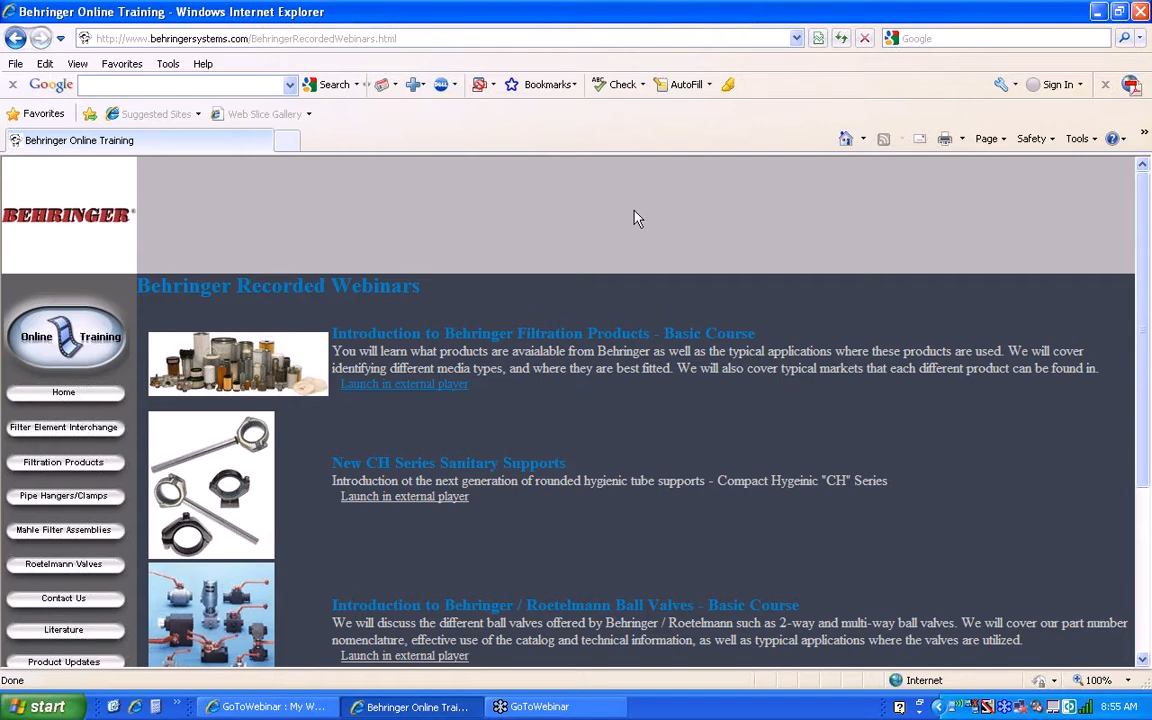 Behringer Online Training - Windows Internet Explorer
http://www.behringersystems.com/BehringerRecordedWebinars.html
Google
File Edit View Favorites Tools Help
Google Search Bookmarks Check AutoFill Sign In
Favorites Suggested Sites Web Slice Gallery
Behringer Online Training Page Safety Tools
BEHRINGER®
Behringer Recorded Webinars
Online Training
Home
Filter Element Interchange
Filtration Products
Pipe Hangers/Clamps
Mahle Filter Assemblies
Roetelmann Valves
Contact Us
Literature
Product Updates
Introduction to Behringer Filtration Products - Basic Course
You will learn what products are avaialable from Behringer as well as the typical applications where these products are used. We will cover
identifying different media types, and where they are best fitted. We will also cover typical markets that each different product can be found in.
Launch in external player
New CH Series Sanitary Supports
Introduction ot the next generation of rounded hygienic tube supports - Compact Hygeinic "CH" Series
Launch in external player
Introduction to Behringer / Roetelmann Ball Valves - Basic Course
We will discuss the different ball valves offered by Behringer / Roetelmann such as 2-way and multi-way ball valves. We will cover our part number
nomenclature, effective use of the catalog and technical information, as well as typpical applications where the valves are utilized.
Launch in external player
Done Internet 100%
start GoToWebinar : My W... Behringer Online Trai... GoToWebinar 8:55 AM